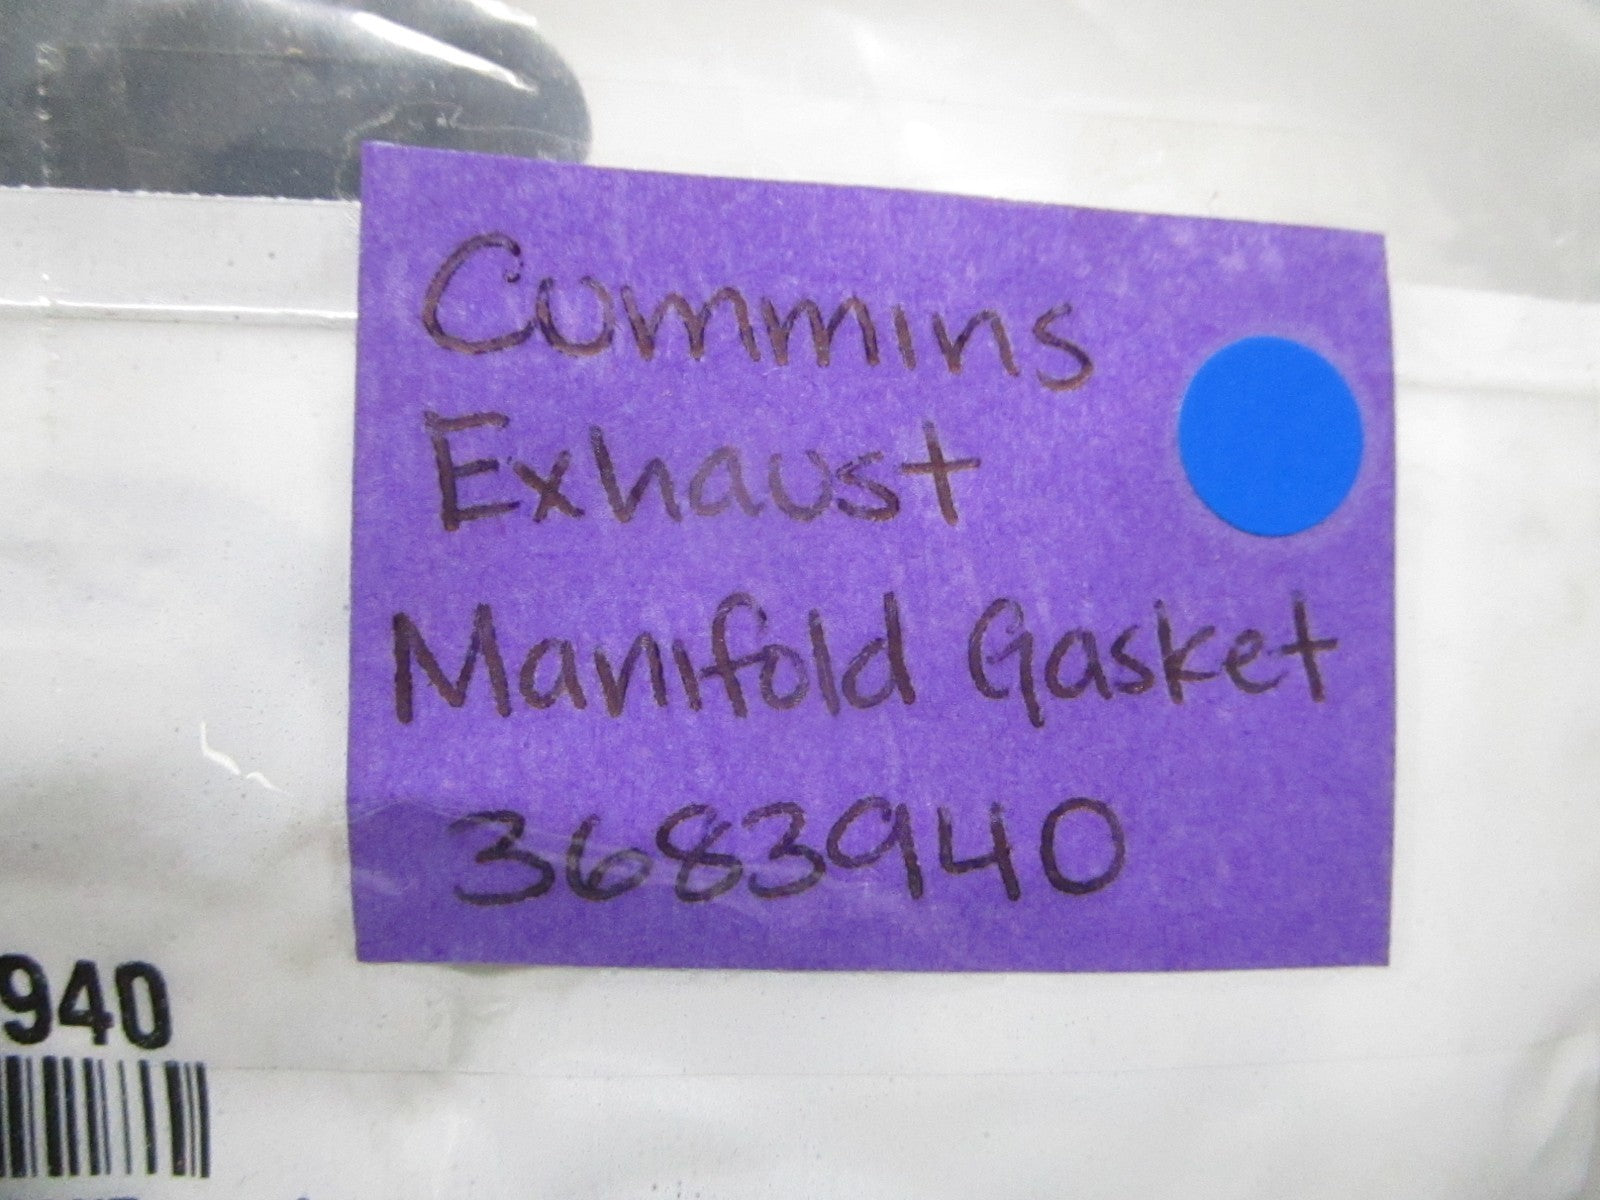 Cummins
Exhaust
Manifold Gasket
3683940
940